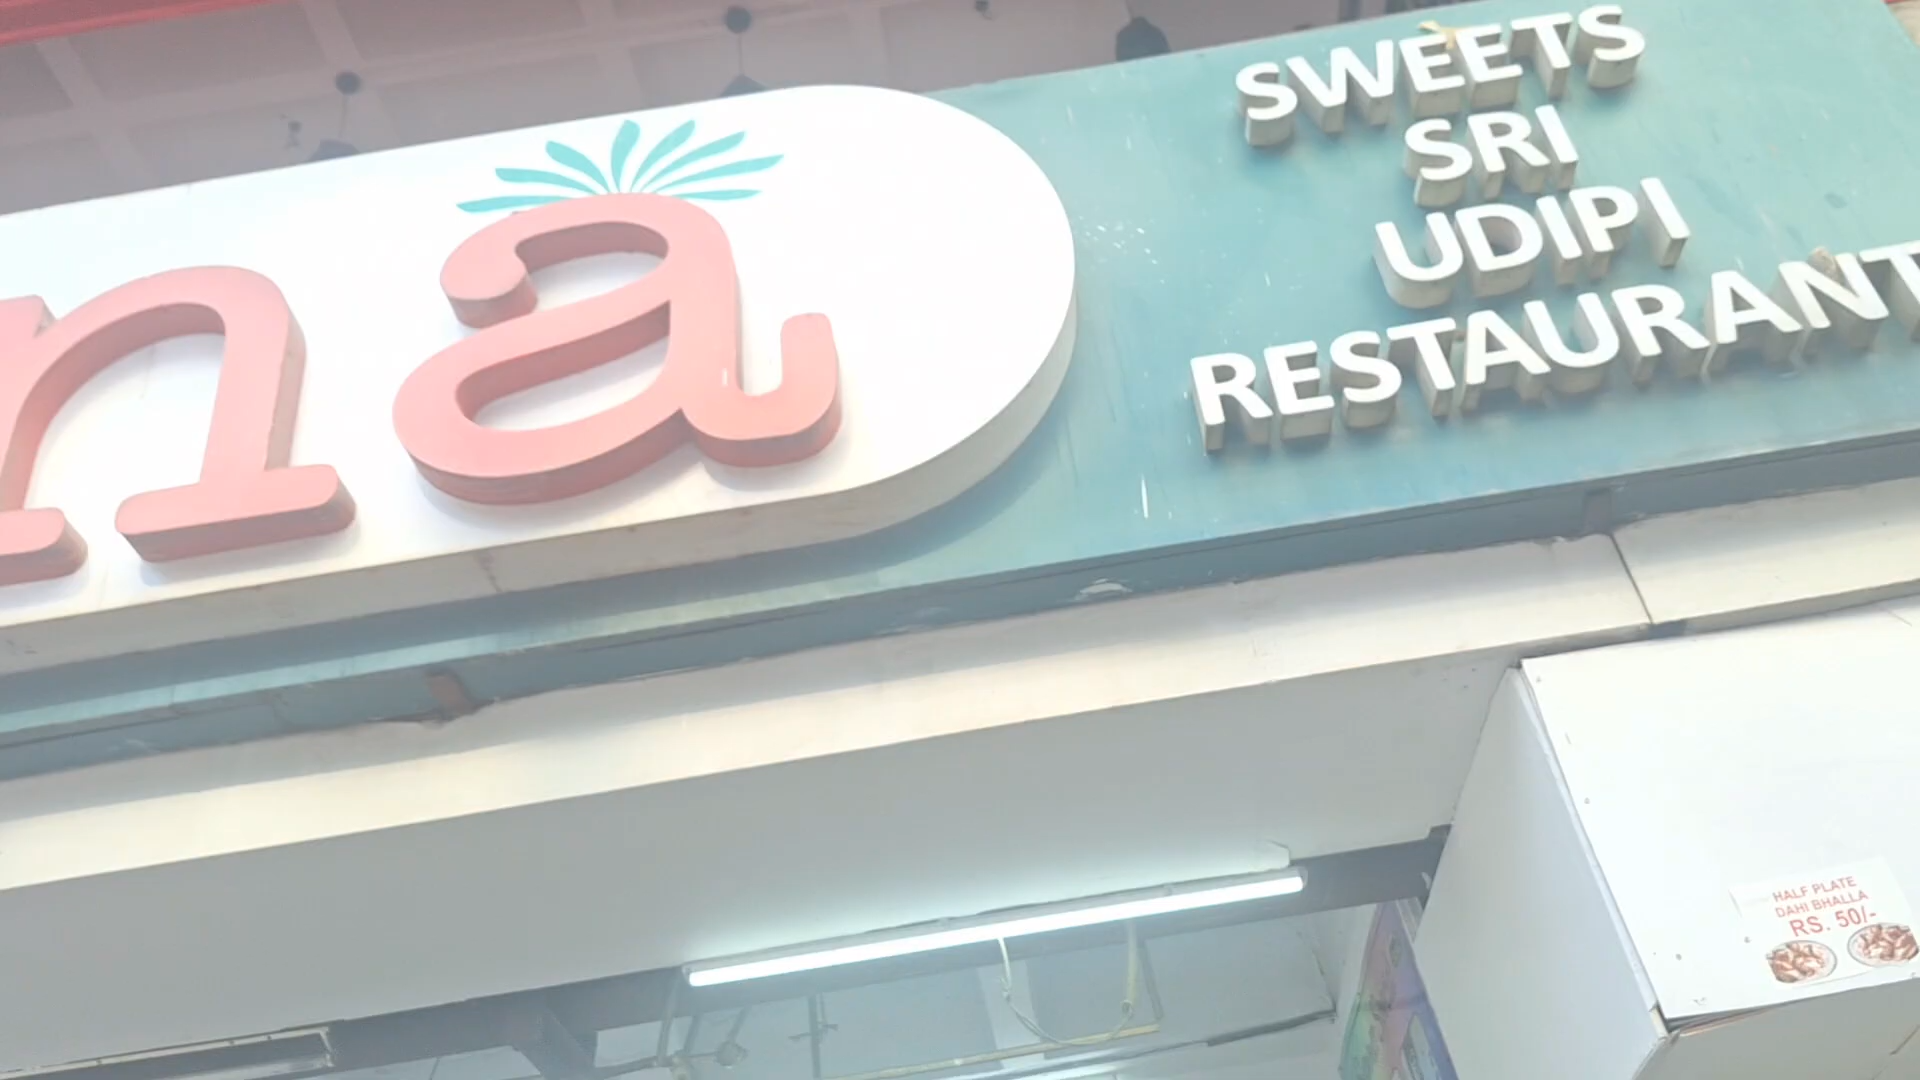 na
SWEETS
SRI
UDIPI
RESTAURANT
HALF PLATE
DAHI BHALLA
RS. 50/-